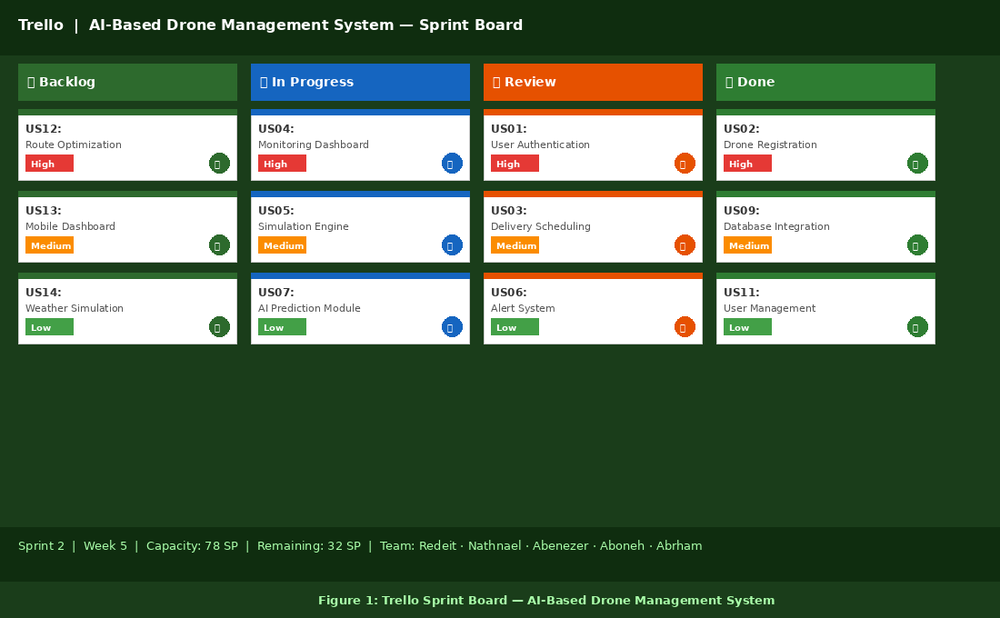 Trello | AI-Based Drone Management System — Sprint Board
Backlog
US12:
Route Optimization
High
US13:
Mobile Dashboard
Medium
US14:
Weather Simulation
Low
In Progress
US04:
Monitoring Dashboard
High
US05:
Simulation Engine
Medium
US07:
AI Prediction Module
Low
Review
US01:
User Authentication
High
US03:
Delivery Scheduling
Medium
US06:
Alert System
Low
Done
US02:
Drone Registration
High
US09:
Database Integration
Medium
US11:
User Management
Low
Sprint 2 | Week 5 | Capacity: 78 SP | Remaining: 32 SP | Team: Redeit · Nathnael · Abenezer · Aboneh · Abrham
Figure 1: Trello Sprint Board — AI-Based Drone Management System